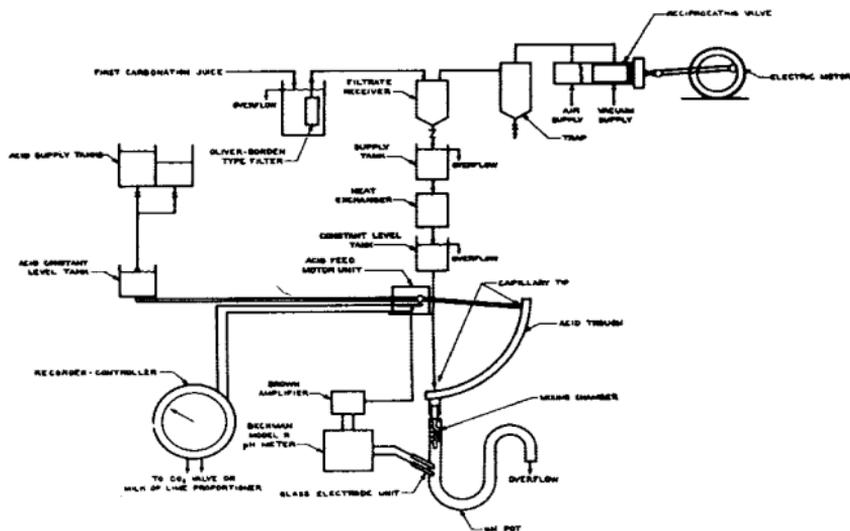 RECIPROCATING VALVE
FIRST CARBONATION JUICE
FILTRATE
RECEIVER
ELECTRIC MOTOR
OVERFLOW
AIR
SUPPLY
VACUUM
SUPPLY
TRAP
ACID SUPPLY TANKS
OLIVER-BORDEN
TYPE FILTER
SUPPLY
TANK
OVERFLOW
HEAT
EXCHANGER
CONSTANT LEVEL
TANK
OVERFLOW
ACID CONSTANT
LEVEL TANK
ACID FEED
MOTOR UNIT
CAPILLARY TIP
ACID TROUGH
RECORDER-CONTROLLER
BROWN
AMPLIFIER
MIXING CHAMBER
BECKMAN
MODEL R
pH METER
TO CO₂ VALVE OR
MILK OF LIME PROPORTIONER
GLASS ELECTRODE UNIT
OVERFLOW
POT